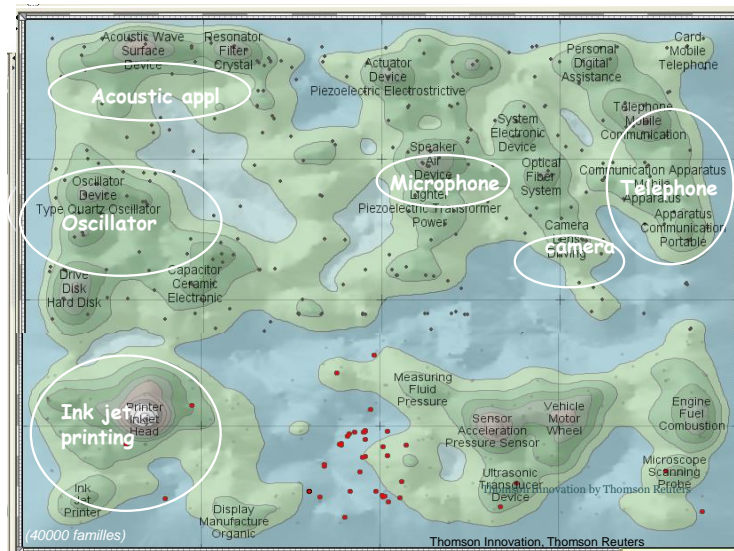 Acoustic Wave
Surface
Device
Resonator
Filter
Crystal
Actuator
Device
Piezoelectric Electrostrictive
Personal
Digital
Assistance
Card
Mobile
Telephone
Acoustic appl
Telephone
Mobile
Communication
System
Electronic
Device
Speaker
Air
Device
Lighter
Microphone
Piezoelectric Transformer
Power
Optical
Fiber
System
Communication Apparatus
Mobile
Apparatus
Telephone
Apparatus
Communication
Portable
Oscillator
Device
Type Quartz Oscillator
Oscillator
Camera
Lens
Driving
camera
Drive
Disk
Hard Disk
Capacitor
Ceramic
Electronic
Ink jet
printing
Printer
Inkjet
Head
Measuring
Fluid
Pressure
Sensor
Acceleration
Pressure Sensor
Vehicle
Motor
Wheel
Engine
Fuel
Combustion
Ink
Jet
Printer
Display
Manufacture
Organic
Ultrasonic
Transducer
Device
Microscope
Scanning
Probe
Thomson Innovation by Thomson Reuters
(40000 familles)
Thomson Innovation, Thomson Reuters